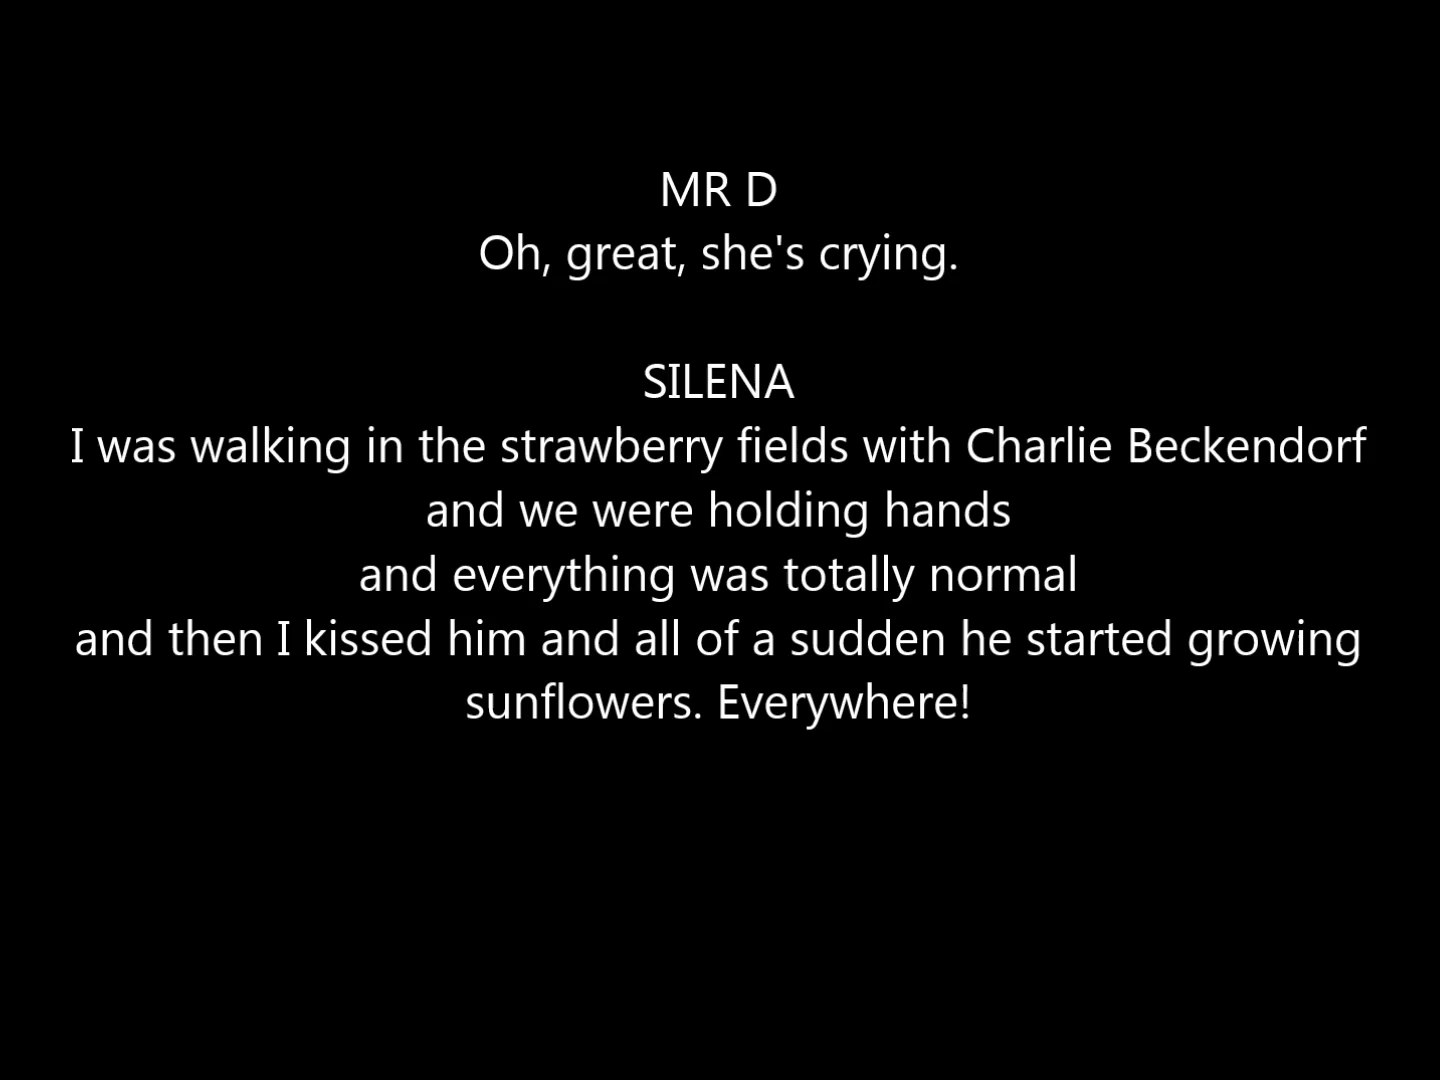 MR D
Oh, great, she's crying.
SILENA
I was walking in the strawberry fields with Charlie Beckendorf
and we were holding hands
and everything was totally normal
and then I kissed him and all of a sudden he started growing
sunflowers. Everywhere!